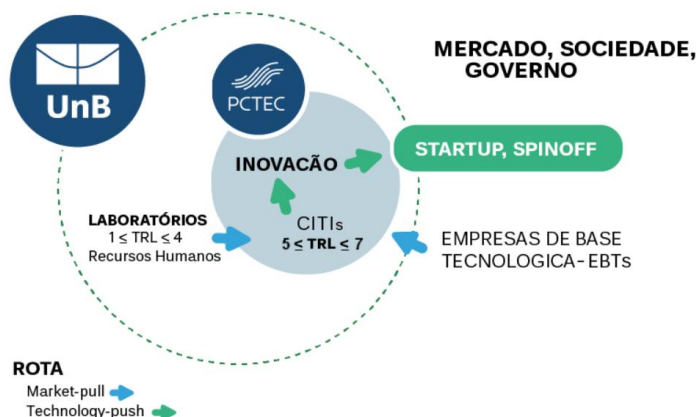 UnB
PCTEC
MERCADO, SOCIEDADE,
GOVERNO
INOVACÃO
STARTUP, SPINOFF
LABORATÓRIOS
1 ≤ TRL ≤ 4
Recursos Humanos
CITIs
5 ≤ TRL ≤ 7
EMPRESAS DE BASE
TECNOLOGICA-EBTs
ROTA
Market-pull
Technology-push